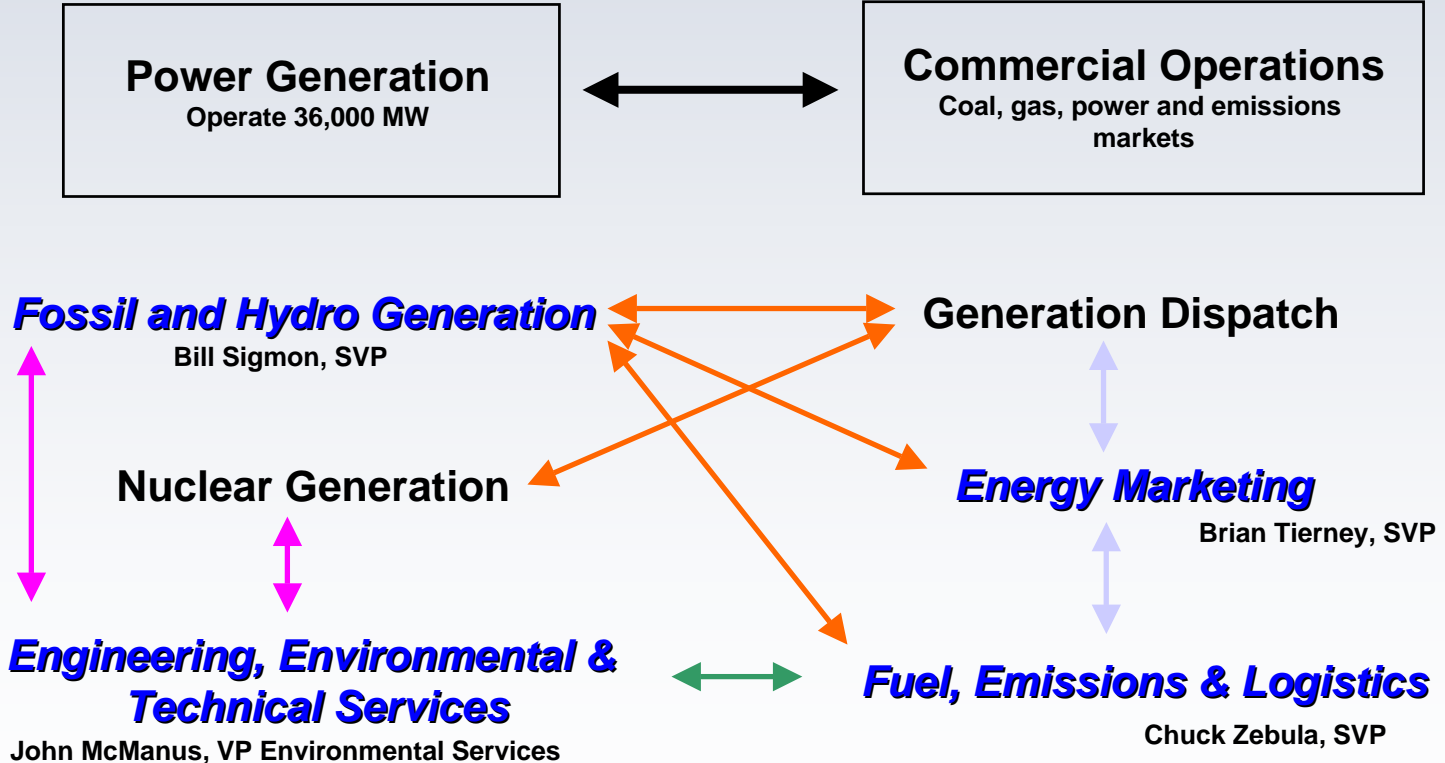 Power Generation
Operate 36,000 MW
Commercial Operations
Coal, gas, power and emissions
markets
Fossil and Hydro Generation
Bill Sigmon, SVP
Generation Dispatch
Nuclear Generation
Energy Marketing
Brian Tierney, SVP
Engineering, Environmental &
Technical Services
John McManus, VP Environmental Services
Fuel, Emissions & Logistics
Chuck Zebula, SVP